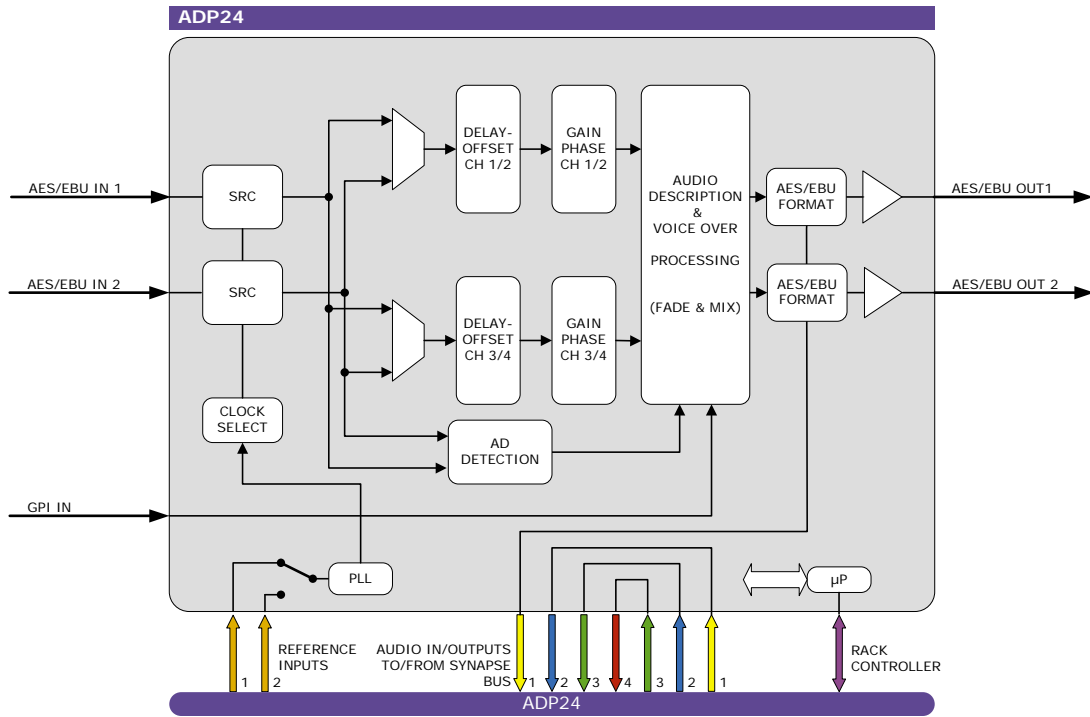 ADP24
DELAY-
OFFSET
CH 1/2
GAIN
PHASE
CH 1/2
AUDIO
DESCRIPTION
&
VOICE OVER
PROCESSING
(FADE & MIX)
AES/EBU IN 1
SRC
AES/EBU
FORMAT
AES/EBU OUT1
AES/EBU IN 2
SRC
AES/EBU
FORMAT
AES/EBU OUT 2
DELAY-
OFFSET
CH 3/4
GAIN
PHASE
CH 3/4
CLOCK
SELECT
AD
DETECTION
GPI IN
PLL
µP
REFERENCE
INPUTS
1
2
AUDIO IN/OUTPUTS
TO/FROM SYNAPSE
BUS
1
2
3
4
3
2
1
RACK
CONTROLLER
ADP24